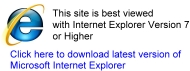 This site is best viewed
with Internet Explorer Version 7
or Higher
Click here to download latest version of
Microsoft Internet Explorer